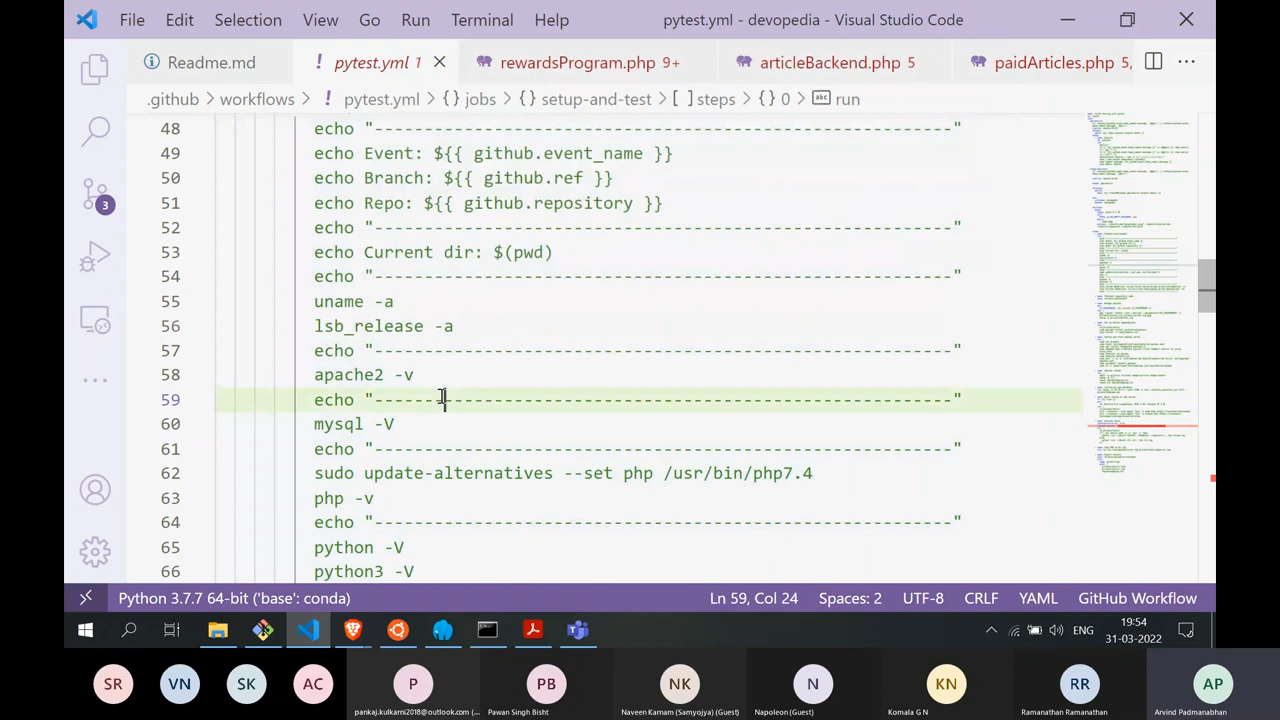 File Edit Selection View Go Run Terminal Help pytest.yml - devopedia - Visual Studio Code
Readme.md ! pytest.yml 1 rewardsProgram.php 9+ articleBackend.php 5 paidArticles.php 5,
.github > workflows > ! pytest.yml > {} jobs > {} setup-and-test > [ ] steps > {} 0 > abc run
48 echo "----------------------------------------------------------"
49 echo Event  ${{ github.event_name }}
50 echo Branch ${{ github.ref }}
51 echo Repo  ${{ github.repository }}
52 echo "----------------------------------------------------------"
53 echo Current dir: $(pwd)
54 echo "----------------------------------------------------------"
55 uname -a
56 lsb_release -a
57 echo "----------------------------------------------------------"
58 apache2
59 echo "----------------------------------------------------------"
60 mysql -V
61 echo "----------------------------------------------------------"
62 sudo update-alternatives --set php /usr/bin/php7.4
63 php -v
64 echo "----------------------------------------------------------"
65 python -V
66 python3 -V
3
Python 3.7.7 64-bit ('base': conda) Ln 59, Col 24 Spaces: 2 UTF-8 CRLF YAML GitHub Workflow
ENG 19:54
31-03-2022
SR VN SK AC P PB NK N KN RR AP
pankaj.kulkarni2018@outlook.com (... Pawan Singh Bisht Naveen Karnam (Samyojya) (Guest) Napoleon (Guest) Komala G N Ramanathan Ramanathan Arvind Padmanabhan